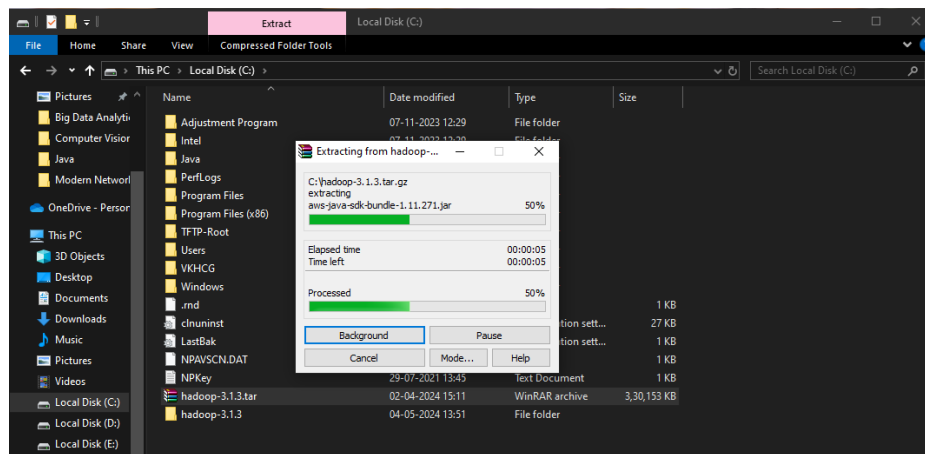 Extract
Local Disk (C:)
File Home Share View Compressed Folder Tools
This PC › Local Disk (C:) ›
Search Local Disk (C:)
Name Date modified Type Size
Pictures
Big Data Analyti
Computer Vision
Java
Modern Network
OneDrive - Person
This PC
3D Objects
Desktop
Documents
Downloads
Music
Pictures
Videos
Local Disk (C:)
Local Disk (D:)
Local Disk (E:)
Adjustment Program 07-11-2023 12:29 File folder
Intel
Java
PerfLogs
Program Files
Program Files (x86)
TFTP-Root
Users
VKHCG
Windows
.rnd 1 KB
clnuninst tion sett... 27 KB
LastBak tion sett... 1 KB
NPAVSCN.DAT 1 KB
NPKey 29-07-2021 13:45 Text Document 1 KB
hadoop-3.1.3.tar 02-04-2024 15:11 WinRAR archive 3,30,153 KB
hadoop-3.1.3 04-05-2024 13:51 File folder
Extracting from hadoop-...
C:\hadoop-3.1.3.tar.gz
extracting
aws-java-sdk-bundle-1.11.271.jar 50%
Elapsed time 00:00:05
Time left 00:00:05
Processed 50%
Background Pause
Cancel Mode... Help